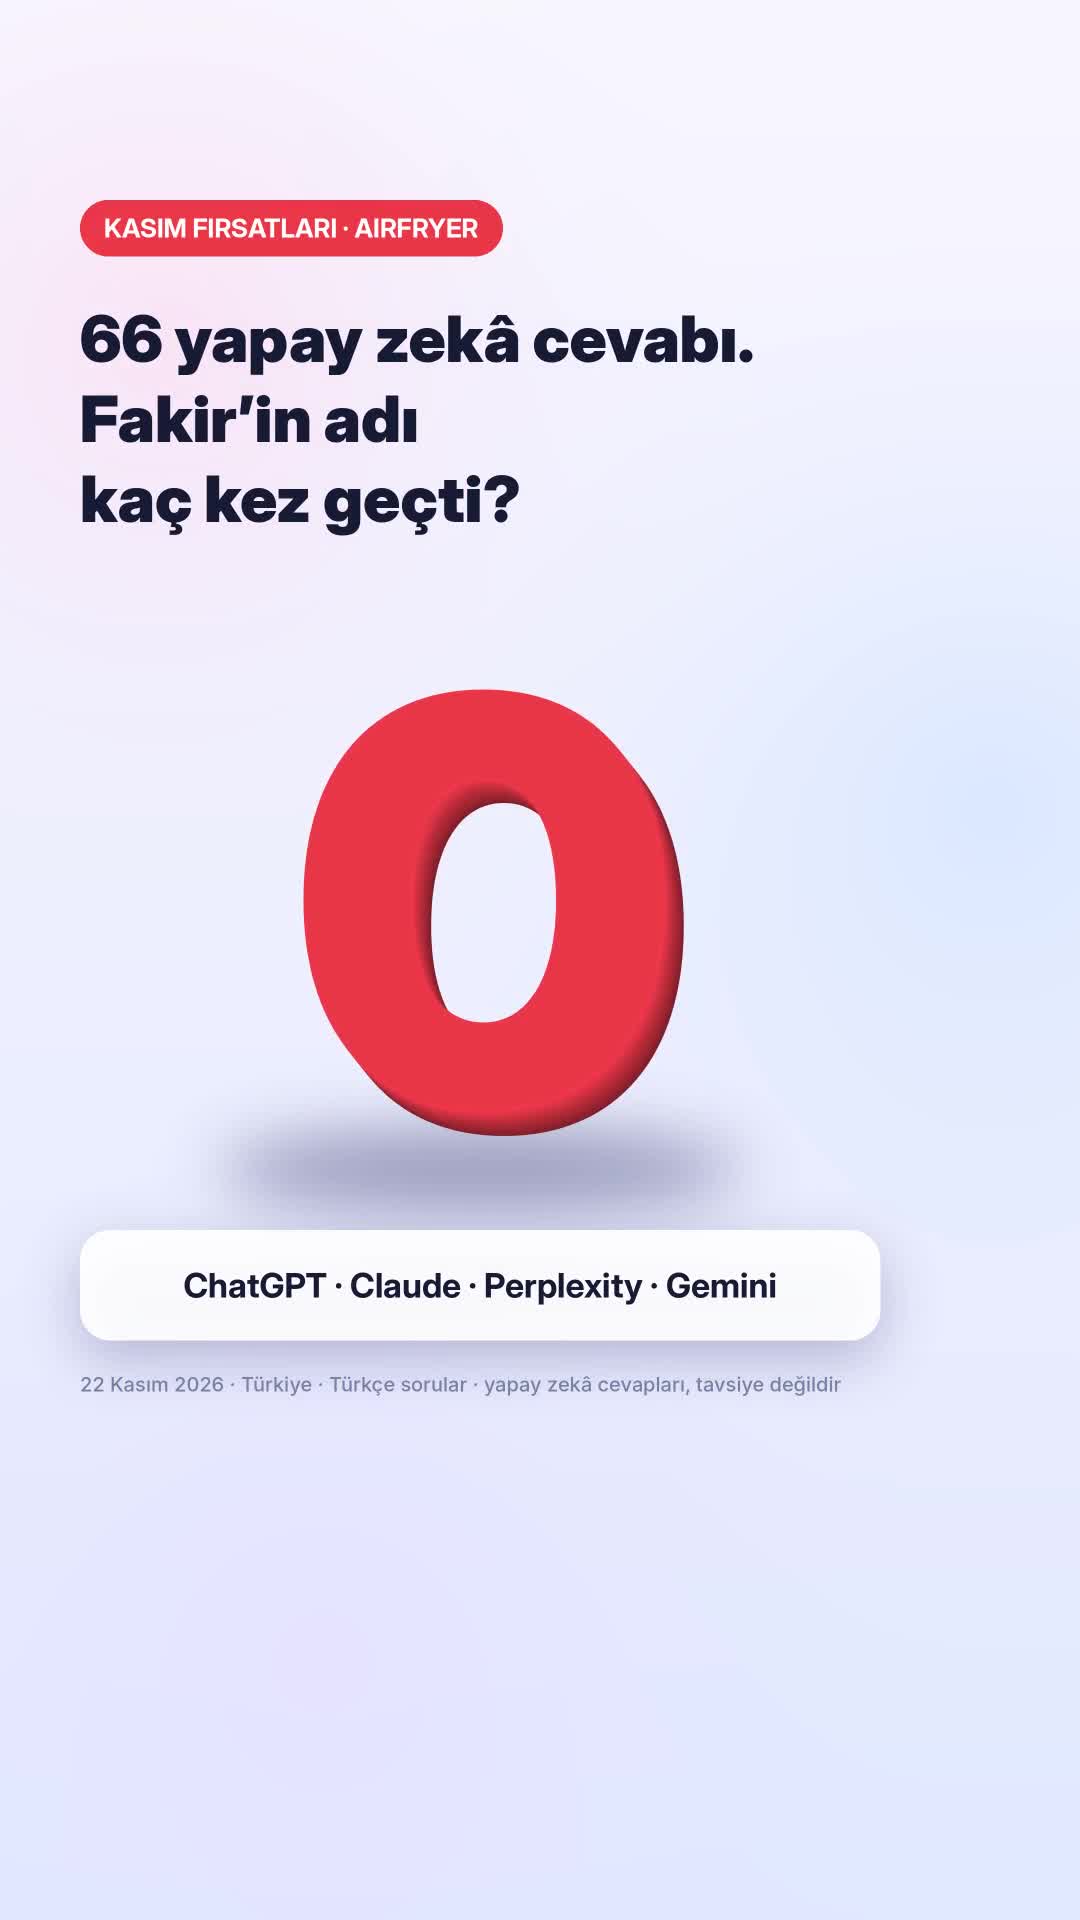 KASIM FIRSATLARI · AIRFRYER
66 yapay zekâ cevabı.
Fakir’in adı
kaç kez geçti?
0
ChatGPT · Claude · Perplexity · Gemini
22 Kasım 2026 · Türkiye · Türkçe sorular · yapay zekâ cevapları, tavsiye değildir